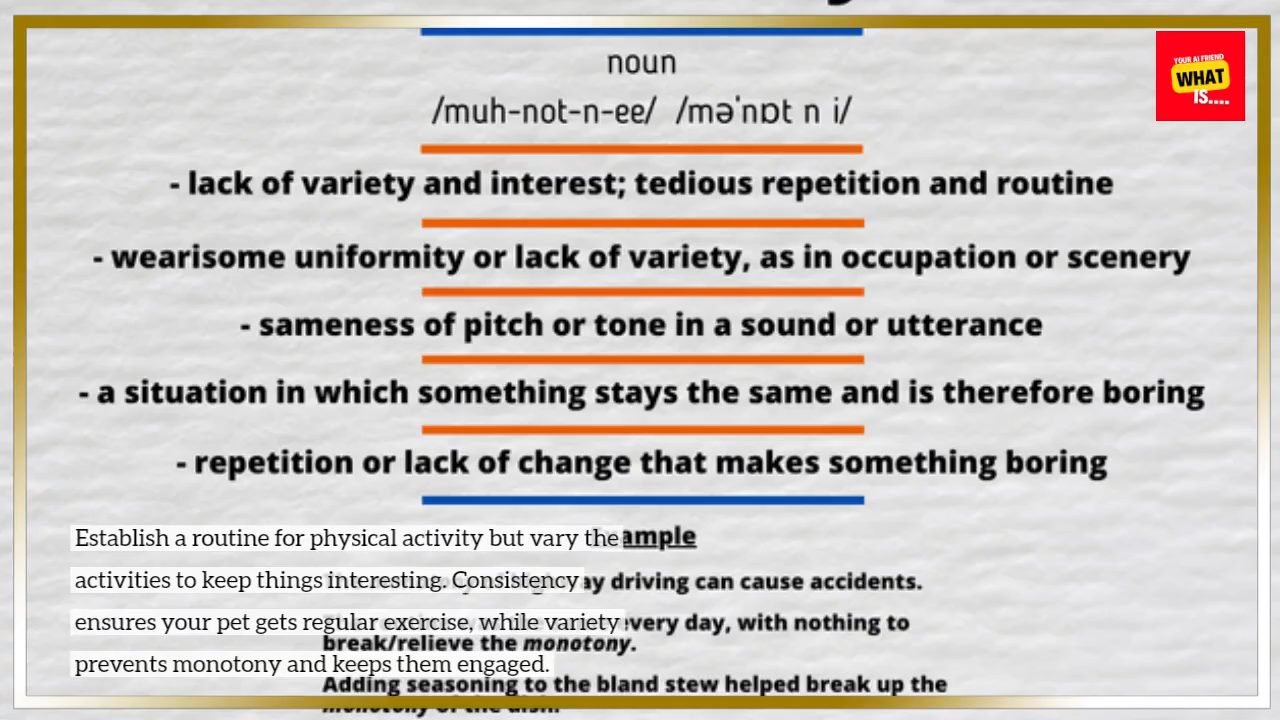 YOUR AI FRIEND
WHAT
IS....
noun
/muh-not-n-ee/ /məˈnɒt n i/
- lack of variety and interest; tedious repetition and routine
- wearisome uniformity or lack of variety, as in occupation or scenery
- sameness of pitch or tone in a sound or utterance
- a situation in which something stays the same and is therefore boring
- repetition or lack of change that makes something boring
ample
ay driving can cause accidents.
every day, with nothing to
break/relieve the monotony.
Adding seasoning to the bland stew helped break up the
monotony of the dish.
Establish a routine for physical activity but vary the
activities to keep things interesting. Consistency
ensures your pet gets regular exercise, while variety
prevents monotony and keeps them engaged.